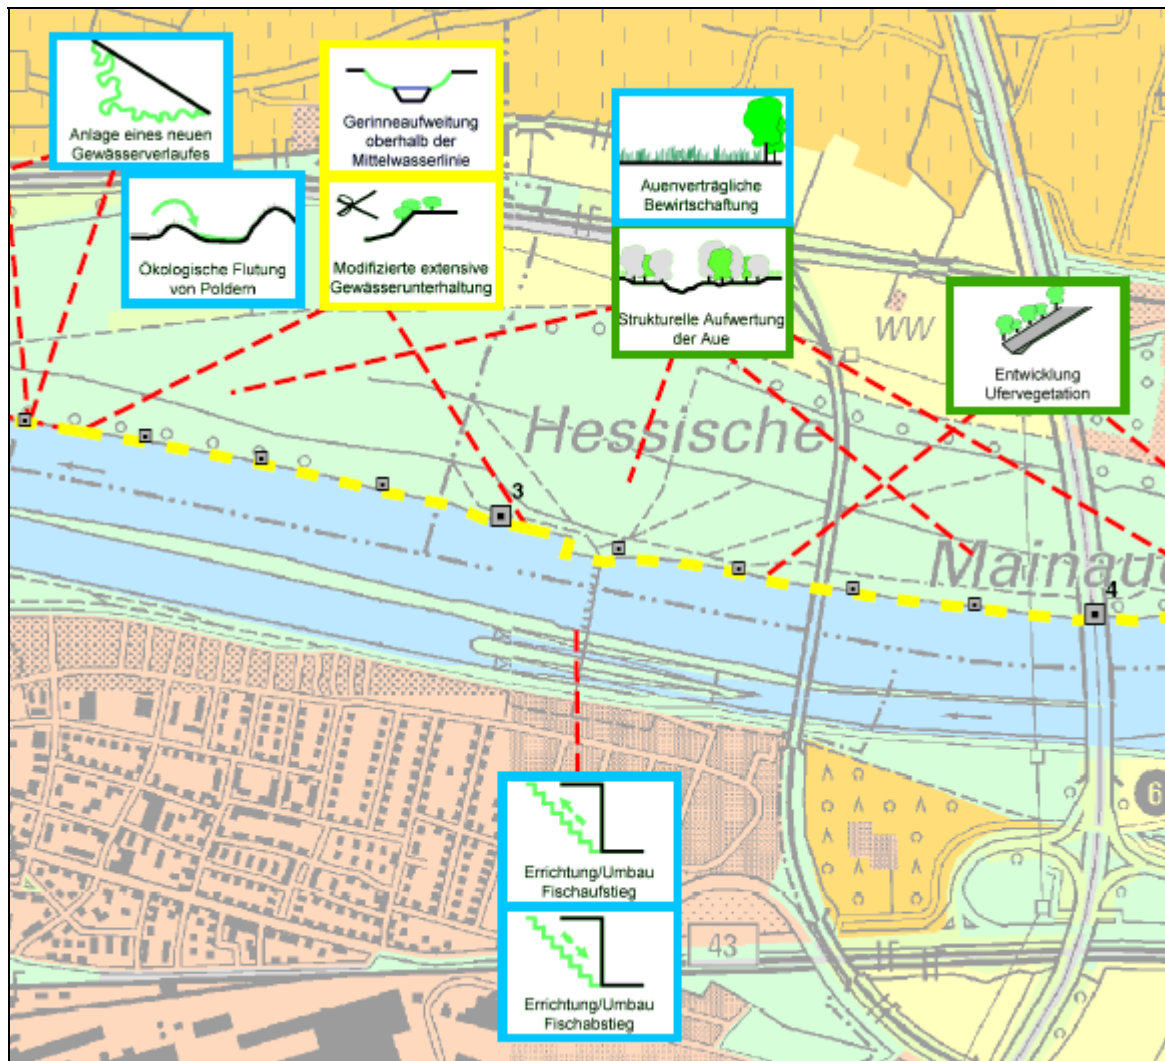 Anlage eines neuen
Gewässerverlaufes
Ökologische Flutung
von Poldern
Gerinneaufweitung
oberhalb der
Mittelwasserlinie
Modifizierte extensive
Gewässerunterhaltung
Auenverträgliche
Bewirtschaftung
Strukturelle Aufwertung
der Aue
WW
Entwicklung
Ufervegetation
Hessische
3
Mainaue
4
6
Errichtung/Umbau
Fischaufstieg
43
Errichtung/Umbau
Fischabstieg